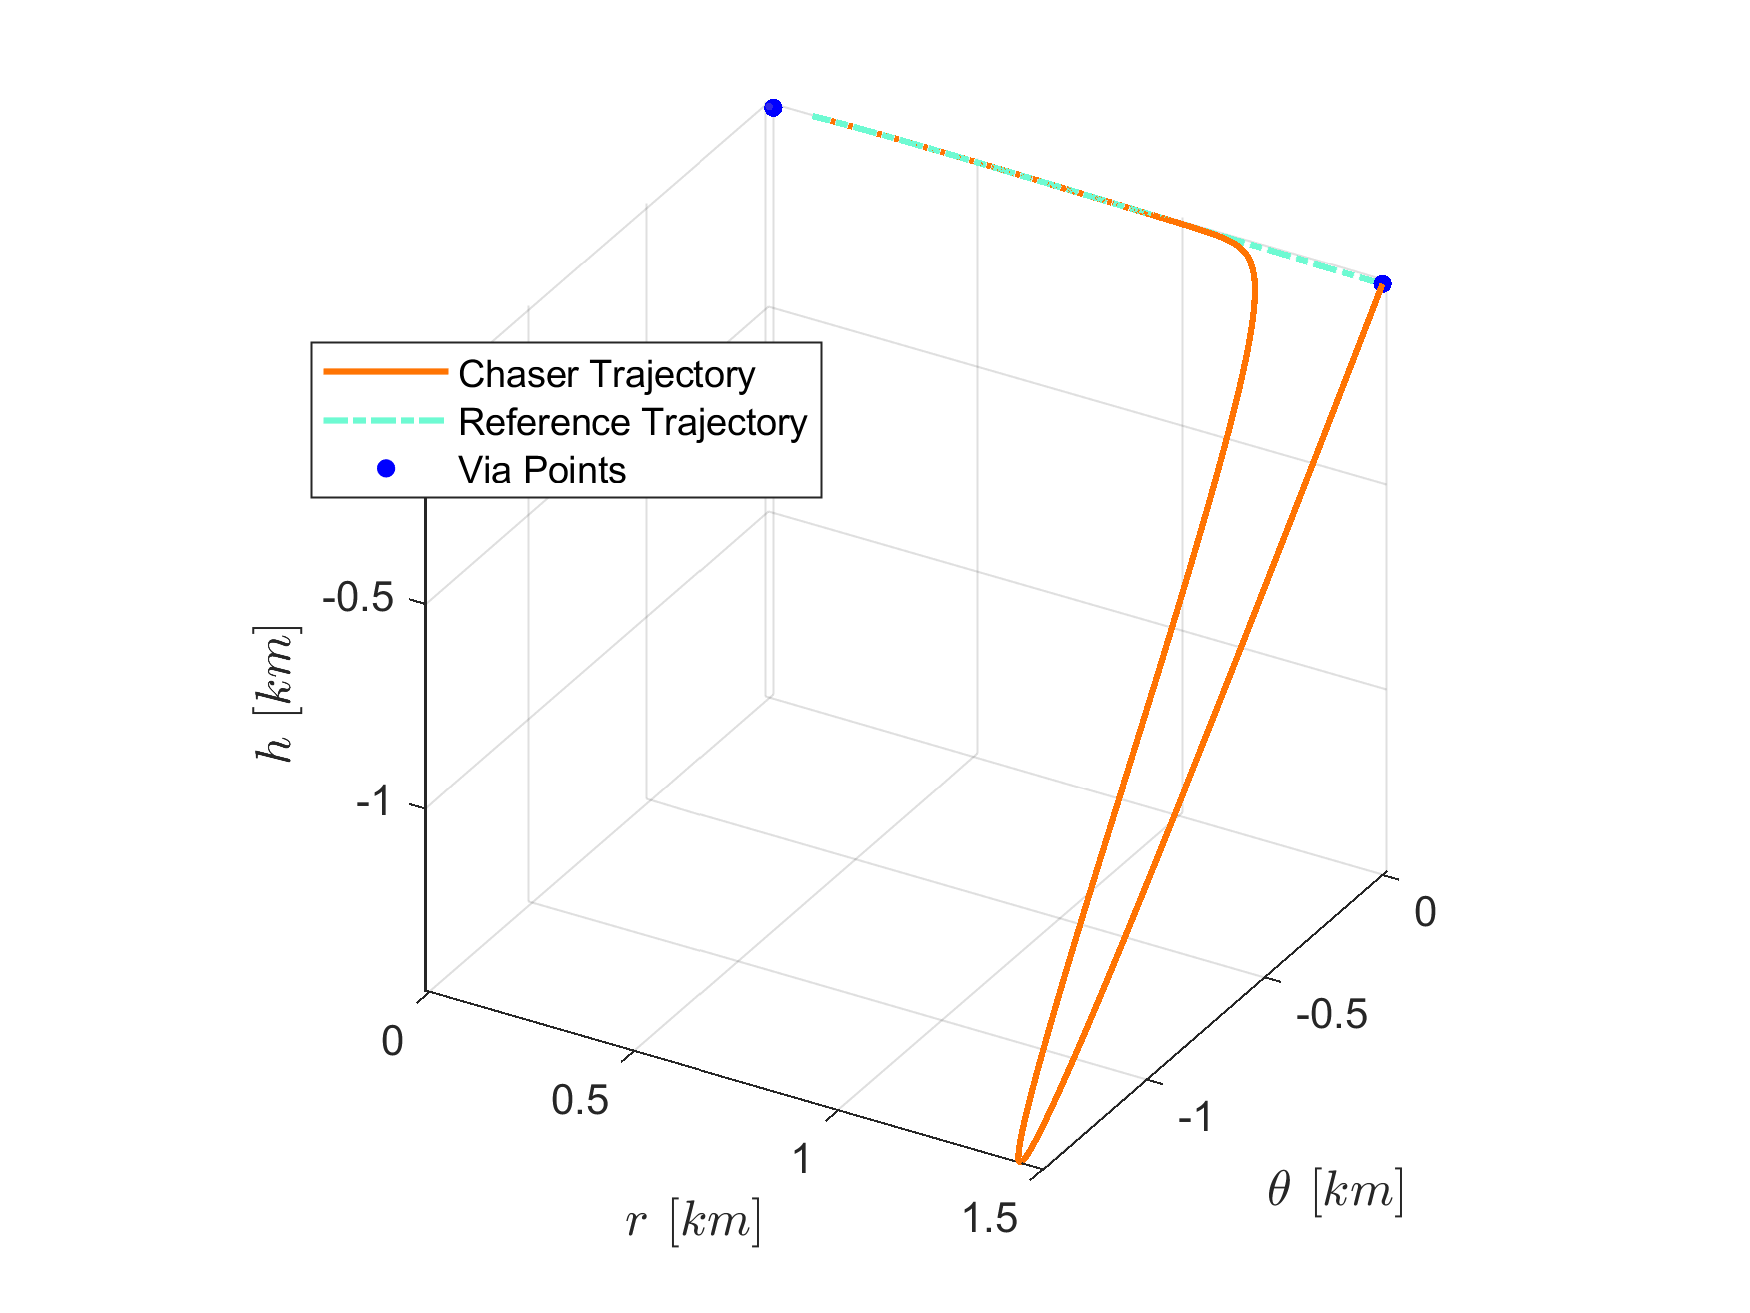 Chaser Trajectory
Reference Trajectory
Via Points
-0.5
-1
h [km]
0
0.5
1
1.5
r [km]
0
-0.5
-1
θ [km]